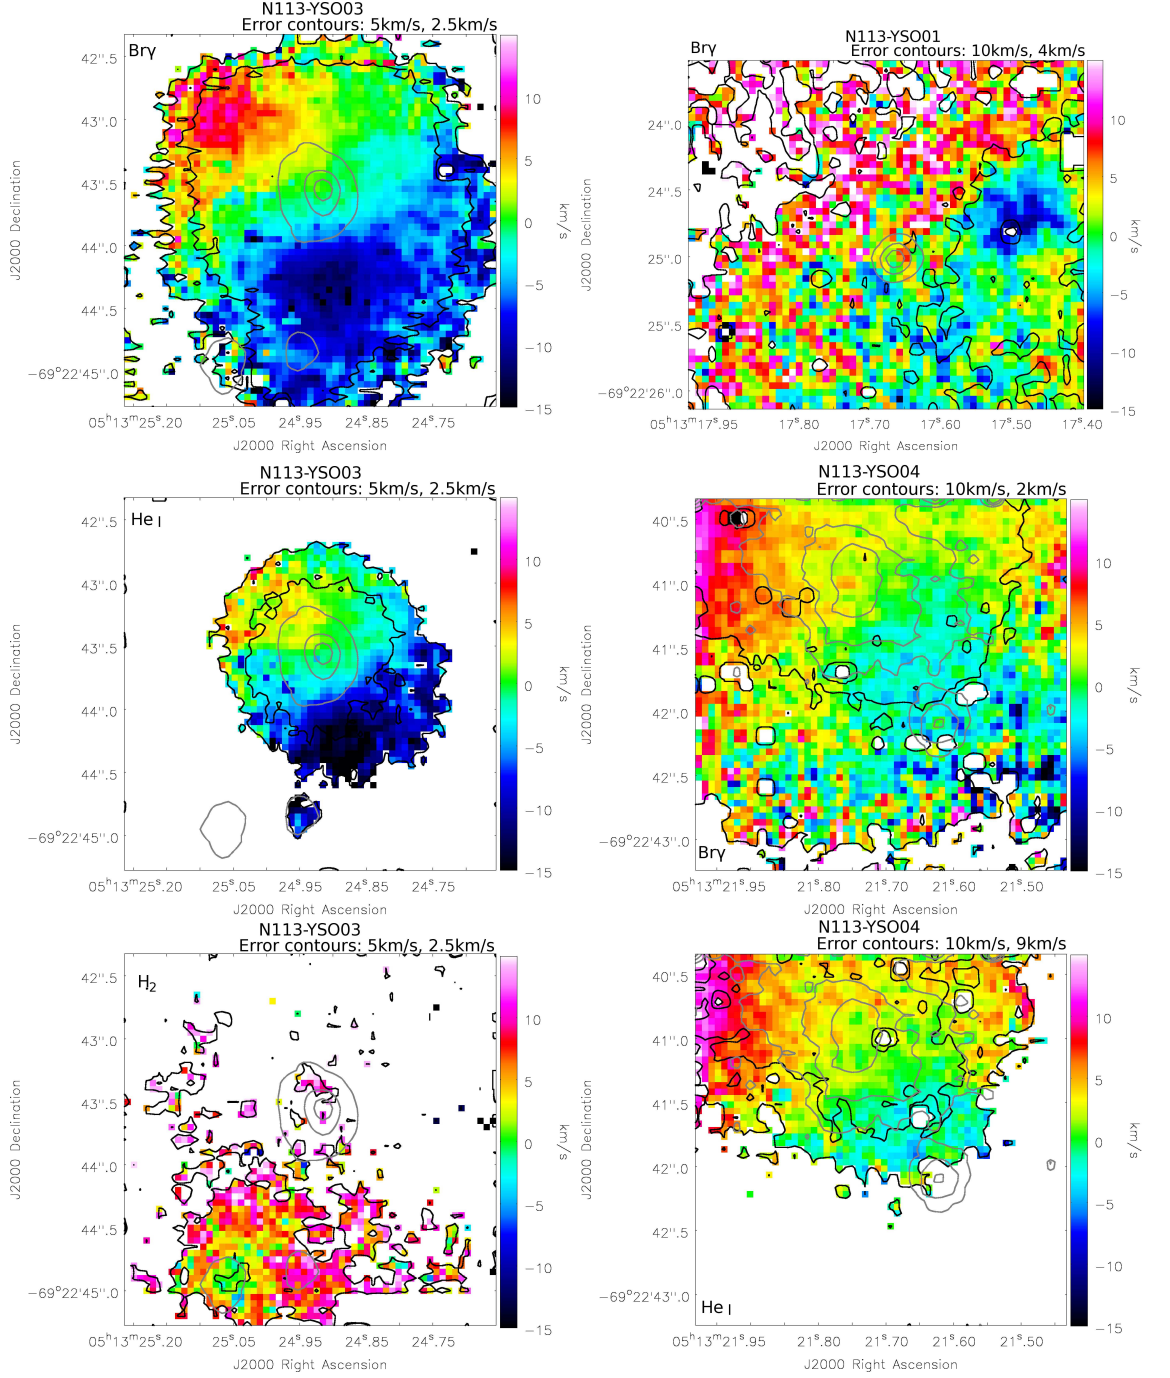 N113-YSO03
Error contours: 5km/s, 2.5km/s
Brγ
42".5
43".0
43".5
44".0
44".5
−69°22'45".0
J2000 Declination
05ʰ13ᵐ25ˢ.20
25ˢ.05
24ˢ.95
24ˢ.85
24ˢ.75
J2000 Right Ascension
10
5
0
−5
−10
−15
km/s
N113-YSO01
Error contours: 10km/s, 4km/s
Brγ
24".0
24".5
25".0
25".5
−69°22'26".0
J2000 Declination
05ʰ13ᵐ17ˢ.95
17ˢ.80
17ˢ.70
17ˢ.60
17ˢ.50
17ˢ.40
J2000 Right Ascension
10
5
0
−5
−10
−15
km/s
N113-YSO03
Error contours: 5km/s, 2.5km/s
He I
42".5
43".0
43".5
44".0
44".5
−69°22'45".0
J2000 Declination
05ʰ13ᵐ25ˢ.20
25ˢ.05
24ˢ.95
24ˢ.85
24ˢ.75
J2000 Right Ascension
10
5
0
−5
−10
−15
km/s
N113-YSO04
Error contours: 10km/s, 2km/s
40".5
41".0
41".5
42".0
42".5
−69°22'43".0
Brγ
J2000 Declination
05ʰ13ᵐ21ˢ.95
21ˢ.80
21ˢ.70
21ˢ.60
21ˢ.50
J2000 Right Ascension
10
5
0
−5
−10
−15
km/s
N113-YSO03
Error contours: 5km/s, 2.5km/s
H₂
42".5
43".0
43".5
44".0
44".5
−69°22'45".0
J2000 Declination
05ʰ13ᵐ25ˢ.20
25ˢ.05
24ˢ.95
24ˢ.85
24ˢ.75
J2000 Right Ascension
10
5
0
−5
−10
−15
km/s
N113-YSO04
Error contours: 10km/s, 9km/s
40".5
41".0
41".5
42".0
42".5
−69°22'43".0
He I
J2000 Declination
05ʰ13ᵐ21ˢ.95
21ˢ.80
21ˢ.70
21ˢ.60
21ˢ.50
J2000 Right Ascension
10
5
0
−5
−10
−15
km/s